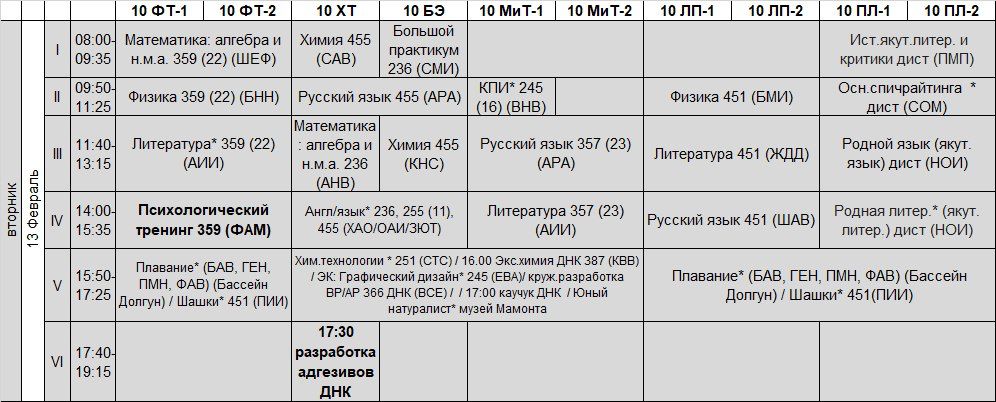 10 ФТ-1 10 ФТ-2 10 ХТ 10 БЭ 10 МиТ-1 10 МиТ-2 10 ЛП-1 10 ЛП-2 10 ПЛ-1 10 ПЛ-2
вторник
13 Февраль
I
08:00-
09:35
Математика: алгебра и
н.м.а. 359 (22) (ШЕФ)
Химия 455
(САВ)
Большой
практикум
236 (СМИ)
Ист.якут.литер. и
критики дист (ПМП)
II
09:50-
11:25
Физика 359 (22) (БНН)
Русский язык 455 (АРА)
КПИ* 245
(16) (ВНВ)
Физика 451 (БМИ)
Осн.спичрайтинга *
дист (СОМ)
III
11:40-
13:15
Литература* 359 (22)
(АИИ)
Математика
: алгебра и
н.м.а. 236
(АНВ)
Химия 455
(КНС)
Русский язык 357 (23)
(АРА)
Литература 451 (ЖДД)
Родной язык (якут.
язык) дист (НОИ)
IV
14:00-
15:35
Психологический
тренинг 359 (ФАМ)
Англ/язык* 236, 255 (11),
455 (ХАО/ОАИ/ЗЮТ)
Литература 357 (23)
(АИИ)
Русский язык 451 (ШАВ)
Родная литер.* (якут.
литер.) дист (НОИ)
V
15:50-
17:25
Плавание* (БАВ, ГЕН,
ПМН, ФАВ) (Бассейн
Долгун) / Шашки* 451 (ПИИ)
Хим.технологии * 251 (СТС) / 16.00 Экс.химия ДНК 387 (КВВ)
/ ЭК: Графический дизайн* 245 (ЕВА)/ круж.разработка
ВР/АР 366 ДНК (ВСЕ) / / 17:00 каучук ДНК / Юный
натуралист* музей Мамонта
Плавание* (БАВ, ГЕН, ПМН, ФАВ) (Бассейн
Долгун) / Шашки* 451(ПИИ)
VI
17:40-
19:15
17:30
разработка
адгезивов
ДНК